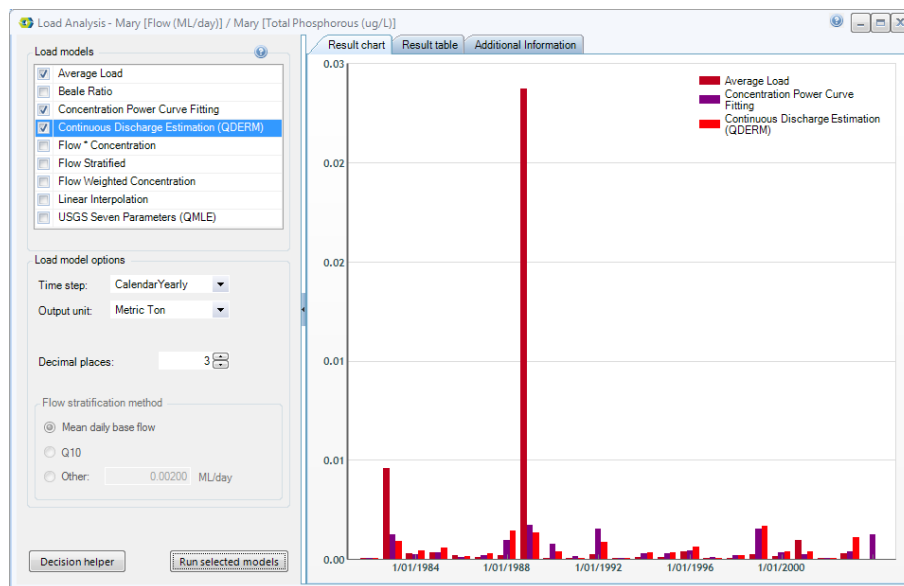 Load Analysis - Mary [Flow (ML/day)] / Mary [Total Phosphorous (ug/L)]
Load models
Average Load
Beale Ratio
Concentration Power Curve Fitting
Continuous Discharge Estimation (QDERM)
Flow * Concentration
Flow Stratified
Flow Weighted Concentration
Linear Interpolation
USGS Seven Parameters (QMLE)
Load model options
Time step: CalendarYearly
Output unit: Metric Ton
Decimal places: 3
Flow stratification method
Mean daily base flow
Q10
Other: 0.00200 ML/day
Decision helper
Run selected models
Result chart
Result table
Additional Information
0.03
0.02
0.02
0.01
0.01
0.00
Average Load
Concentration Power Curve
Fitting
Continuous Discharge Estimation
(QDERM)
1/01/1984
1/01/1988
1/01/1992
1/01/1996
1/01/2000